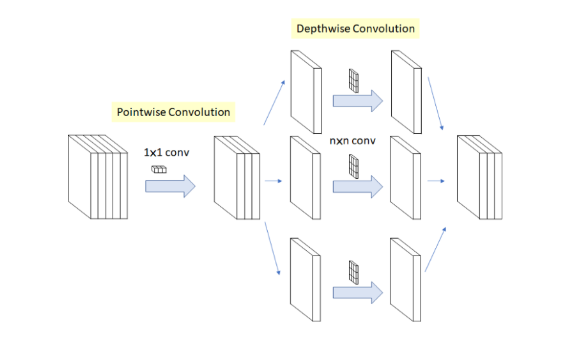 Depthwise Convolution
Pointwise Convolution
1x1 conv
nxn conv